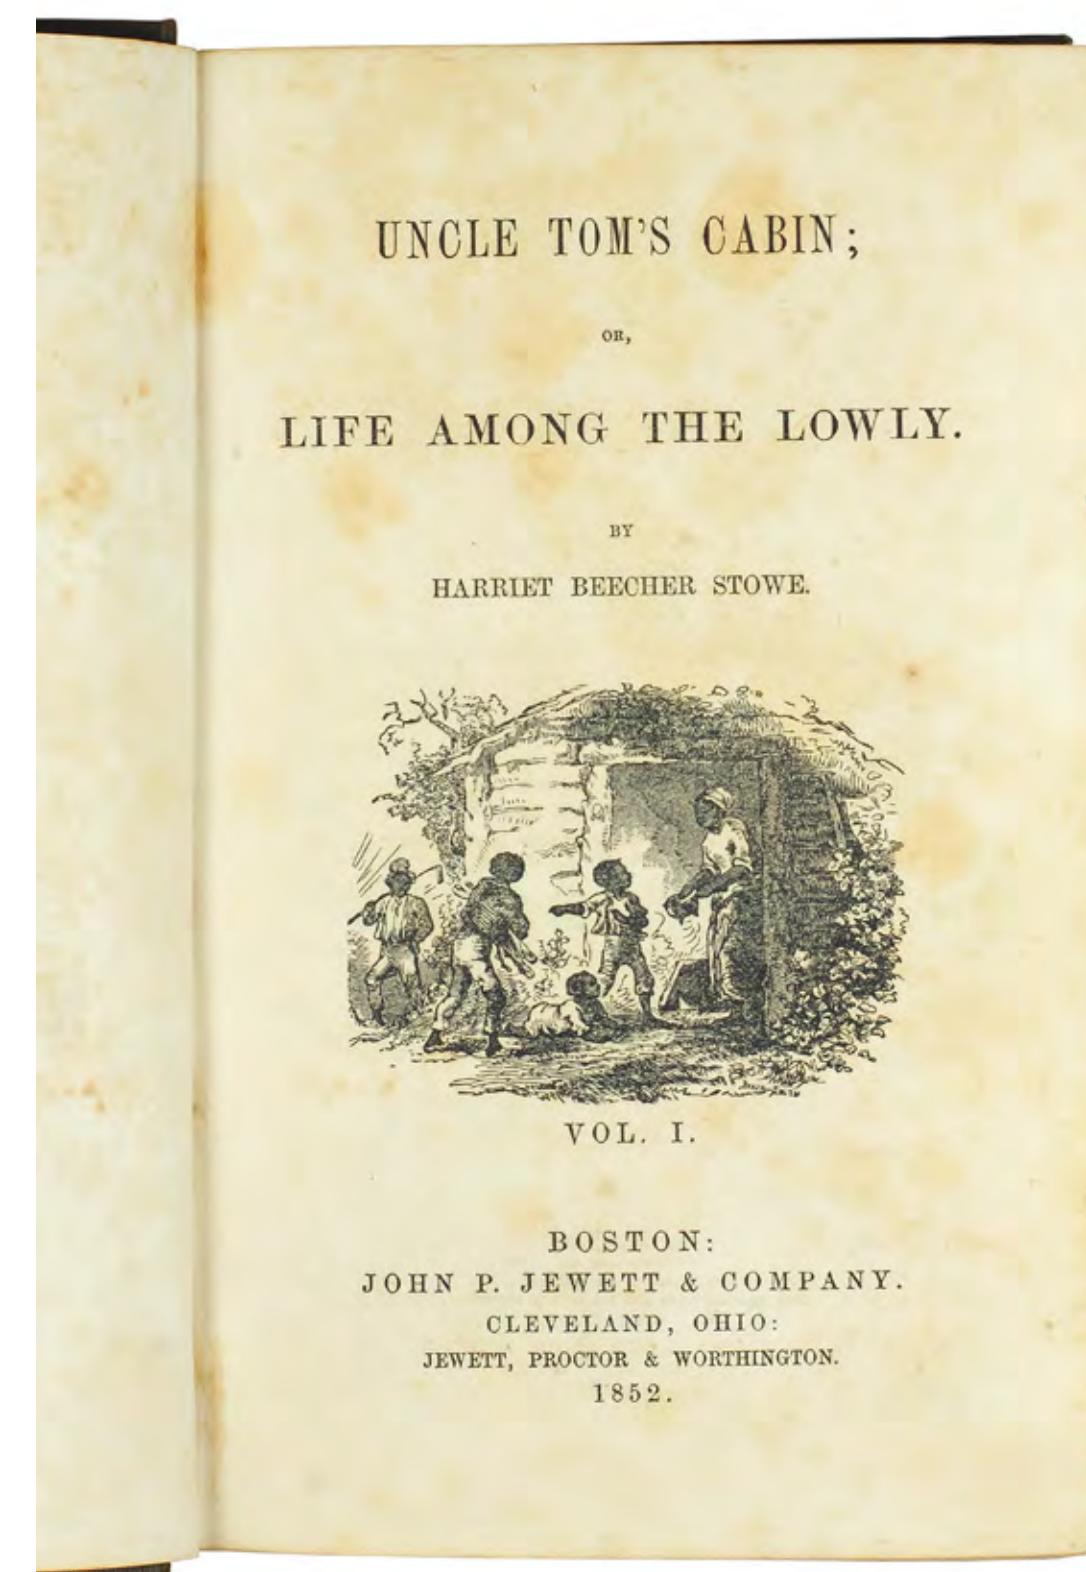 UNCLE TOM'S CABIN;
OR,
LIFE AMONG THE LOWLY.
BY
HARRIET BEECHER STOWE.
VOL. I.
BOSTON:
JOHN P. JEWETT & COMPANY.
CLEVELAND, OHIO:
JEWETT, PROCTOR & WORTHINGTON.
1852.